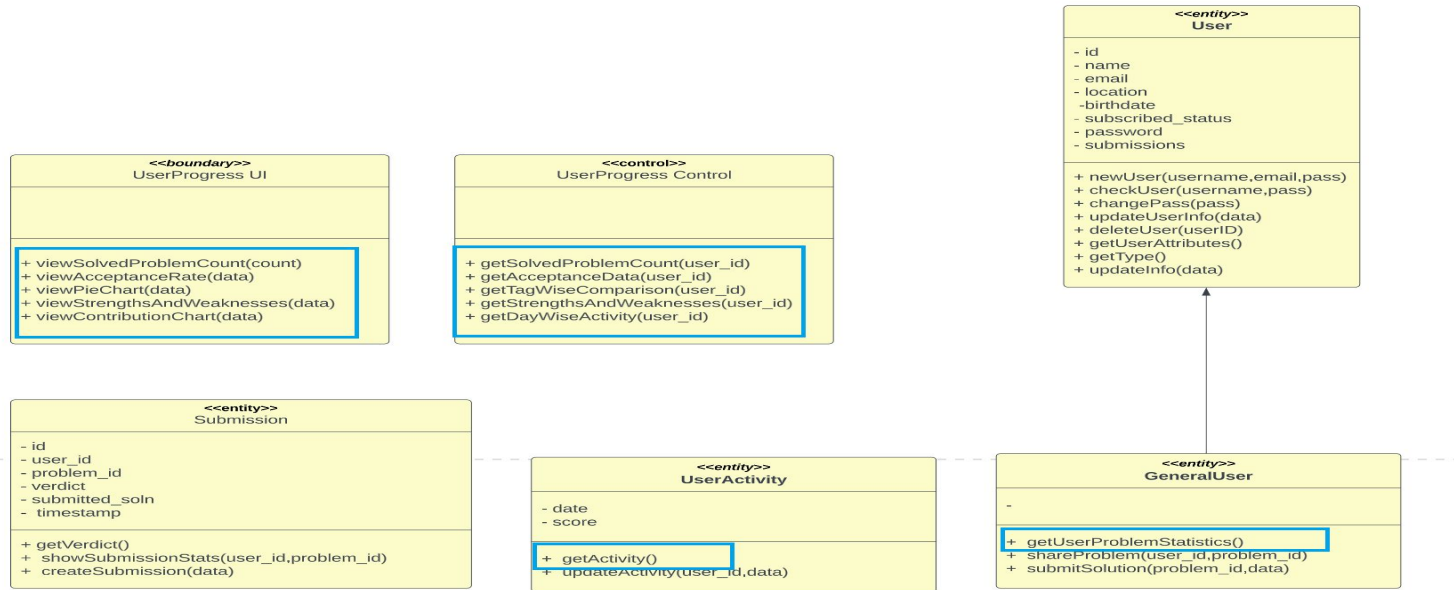 <<entity>>
User
- id
- name
- email
- location
-birthdate
- subscribed_status
- password
- submissions
+ newUser(username,email,pass)
+ checkUser(username,pass)
+ changePass(pass)
+ updateUserInfo(data)
+ deleteUser(userID)
+ getUserAttributes()
+ getType()
+ updateInfo(data)
<<boundary>>
UserProgress UI
+ viewSolvedProblemCount(count)
+ viewAcceptanceRate(data)
+ viewPieChart(data)
+ viewStrengthsAndWeaknesses(data)
+ viewContributionChart(data)
<<control>>
UserProgress Control
+ getSolvedProblemCount(user_id)
+ getAcceptanceData(user_id)
+ getTagWiseComparison(user_id)
+ getStrengthsAndWeaknesses(user_id)
+ getDayWiseActivity(user_id)
<<entity>>
Submission
- id
- user_id
- problem_id
- verdict
- submitted_soln
- timestamp
+ getVerdict()
+ showSubmissionStats(user_id,problem_id)
+ createSubmission(data)
<<entity>>
UserActivity
- date
- score
+ getActivity()
+ updateActivity(user_id,data)
<<entity>>
GeneralUser
-
+ getUserProblemStatistics()
+ shareProblem(user_id,problem_id)
+ submitSolution(problem_id,data)